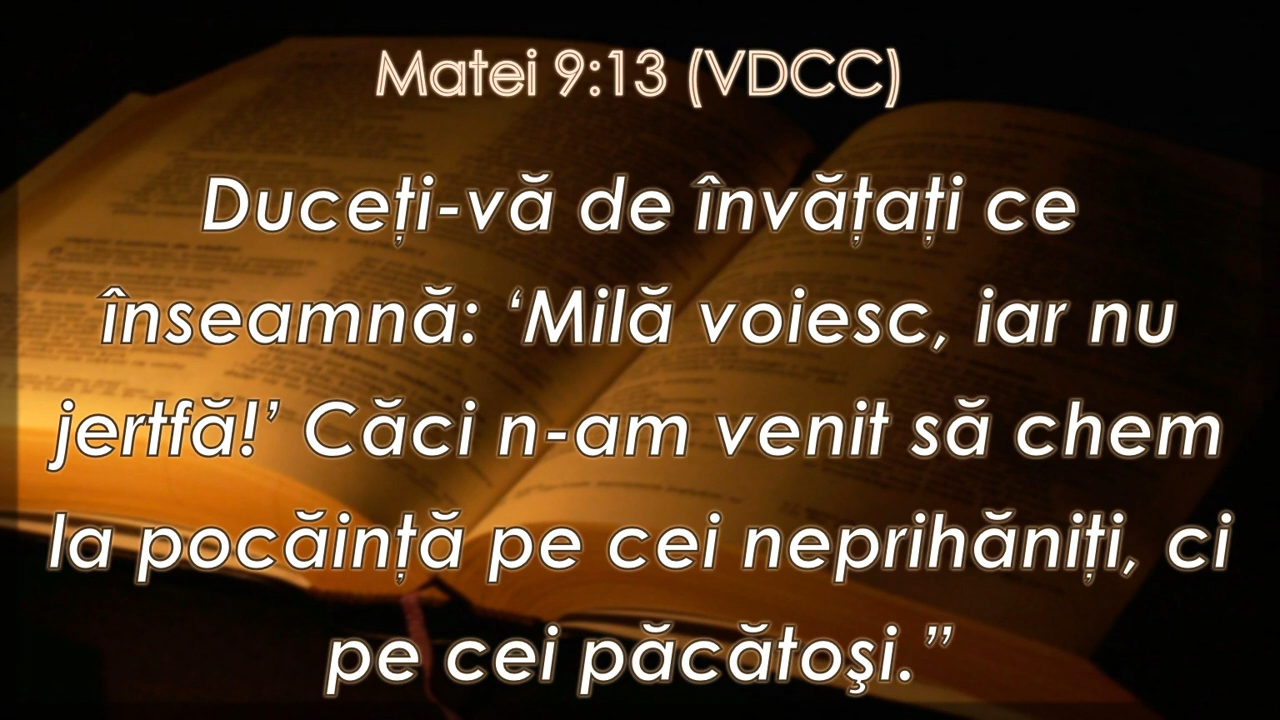 Matei 9:13 (VDCC)
Duceți-vă de învățați ce
înseamnă: ‘Milă voiesc, iar nu
jertfă!’ Căci n-am venit să chem
la pocăință pe cei neprihăniți, ci
pe cei păcătoşi.”